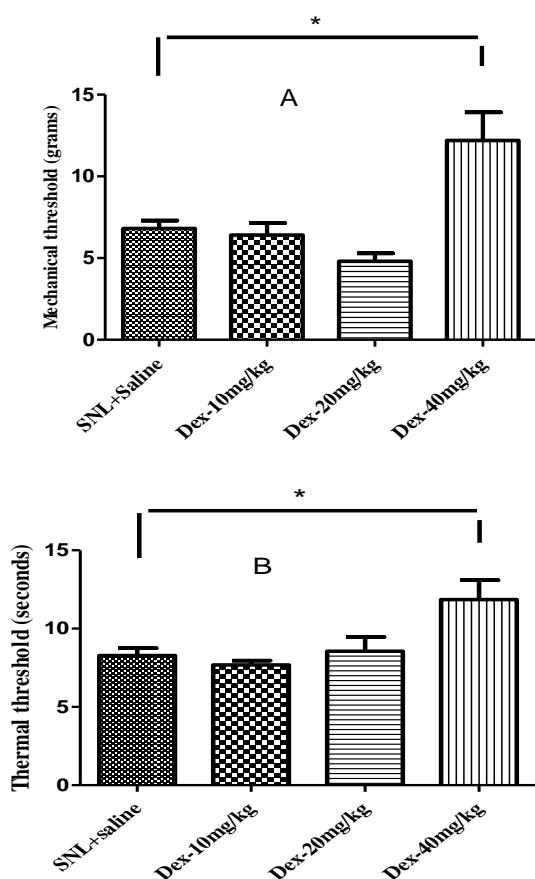 *
A
Mechanical threshold (grams)
15
10
5
0
SNL+Saline
Dex-10mg/kg
Dex-20mg/kg
Dex-40mg/kg
*
B
Thermal threshold (seconds)
15
10
5
0
SNL+saline
Dex-10mg/kg
Dex-20mg/kg
Dex-40mg/kg